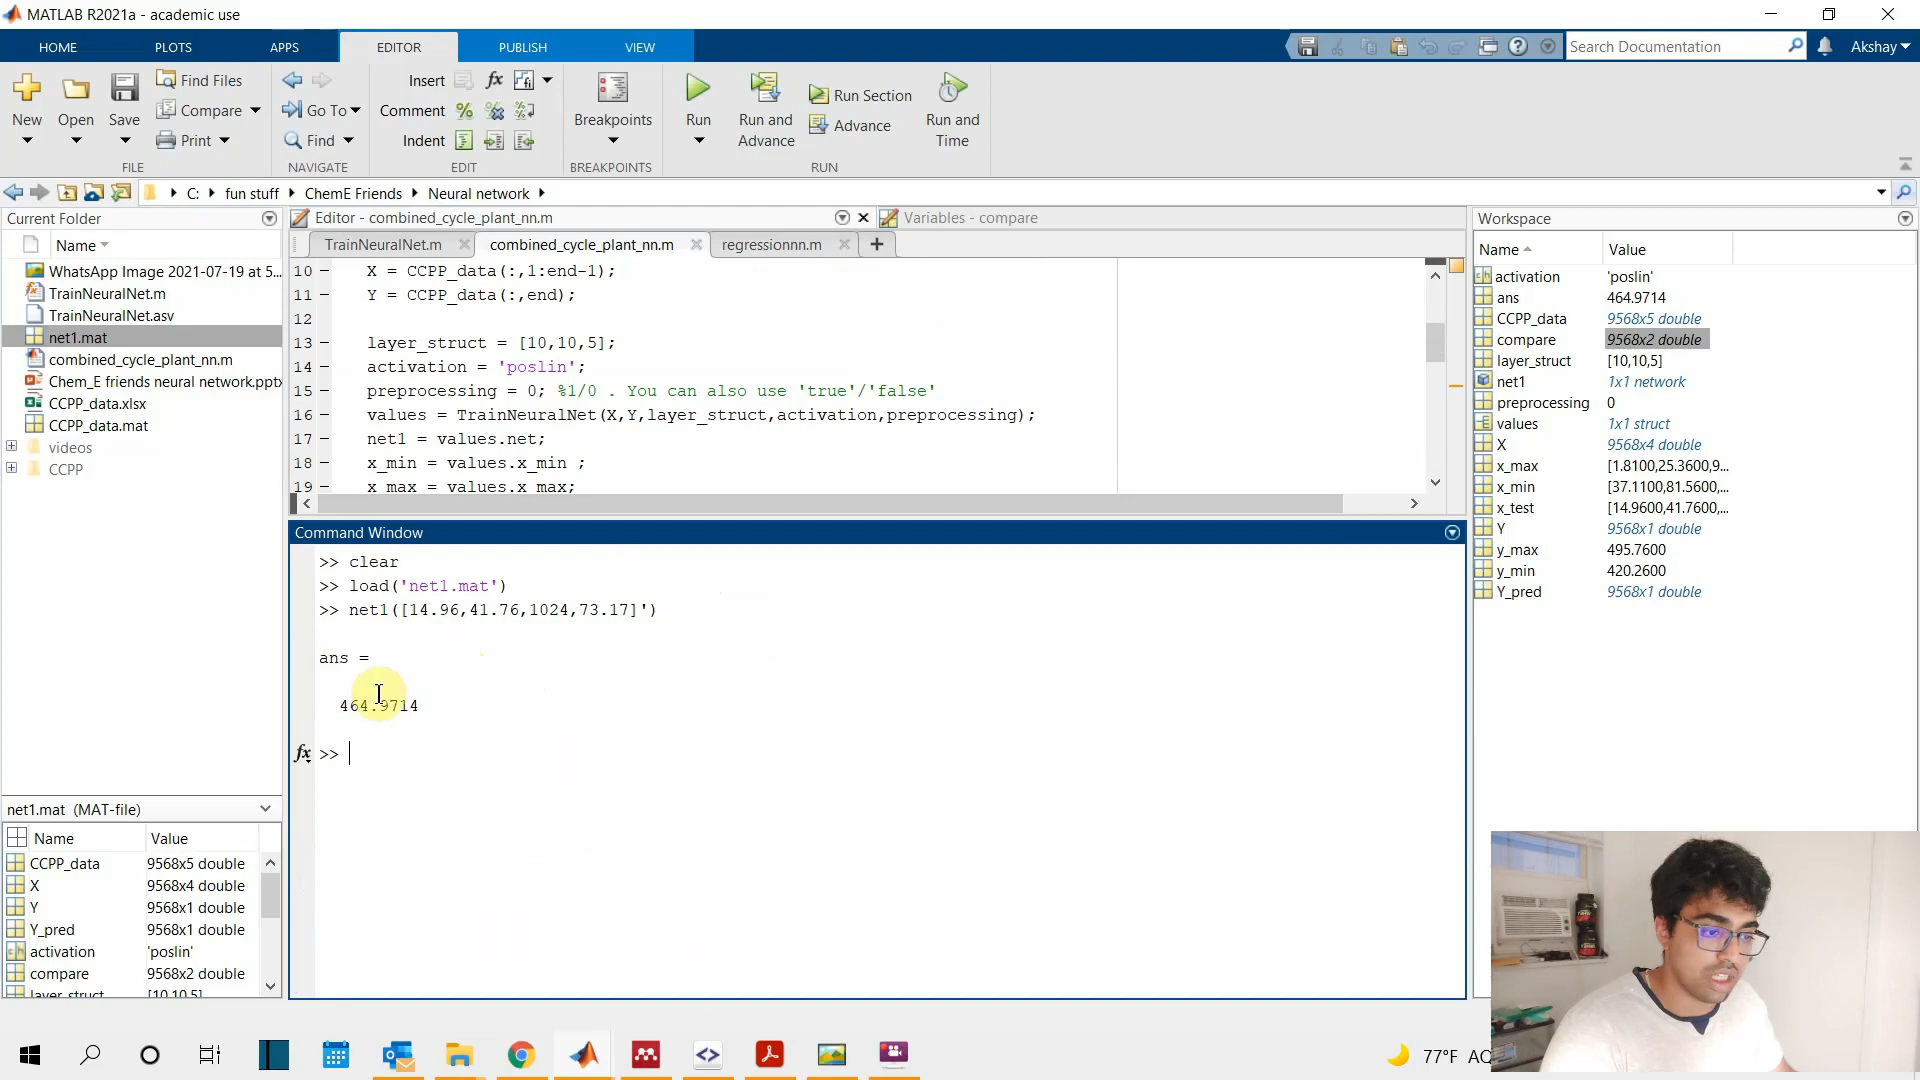 MATLAB R2021a - academic use
HOME PLOTS APPS EDITOR PUBLISH VIEW
Search Documentation
Akshay
New Open Save
Find Files
Compare
Print
FILE
Go To
Find
NAVIGATE
Insert fx
Comment
Indent
EDIT
Breakpoints
BREAKPOINTS
Run
Run and Advance
Run Section
Advance
Run and Time
RUN
C: fun stuff ChemE Friends Neural network
Current Folder
Name
WhatsApp Image 2021-07-19 at 5...
TrainNeuralNet.m
TrainNeuralNet.asv
net1.mat
combined_cycle_plant_nn.m
Chem_E friends neural network.pptx
CCPP_data.xlsx
CCPP_data.mat
videos
CCPP
net1.mat (MAT-file)
Name Value
CCPP_data 9568x5 double
X 9568x4 double
Y 9568x1 double
Y_pred 9568x1 double
activation 'poslin'
compare 9568x2 double
layer_struct [10,10,5]
Editor - combined_cycle_plant_nn.m
Variables - compare
TrainNeuralNet.m combined_cycle_plant_nn.m regressionnn.m
10 - X = CCPP_data(:,1:end-1);
11 - Y = CCPP_data(:,end);
12
13 - layer_struct = [10,10,5];
14 - activation = 'poslin';
15 - preprocessing = 0; %1/0 . You can also use 'true'/'false'
16 - values = TrainNeuralNet(X,Y,layer_struct,activation,preprocessing);
17 - net1 = values.net;
18 - x_min = values.x_min ;
19 - x_max = values.x_max;
Command Window
>> clear
>> load('net1.mat')
>> net1([14.96,41.76,1024,73.17]')
ans =
464.9714
fx >>
Workspace
Name Value
activation 'poslin'
ans 464.9714
CCPP_data 9568x5 double
compare 9568x2 double
layer_struct [10,10,5]
net1 1x1 network
preprocessing 0
values 1x1 struct
X 9568x4 double
x_max [1.8100,25.3600,9...
x_min [37.1100,81.5600,...
x_test [14.9600,41.7600,...
Y 9568x1 double
y_max 495.7600
y_min 420.2600
Y_pred 9568x1 double
77°F AQ